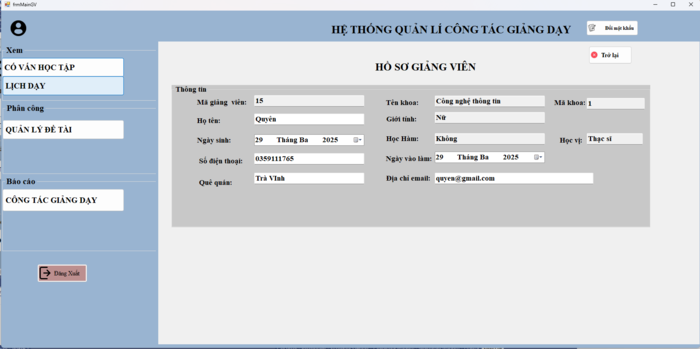 frmMainGV
HỆ THỐNG QUẢN LÍ CÔNG TÁC GIẢNG DẠY
Đổi mật khẩu
Xem
CỐ VẤN HỌC TẬP
LỊCH DẠY
Phân công
QUẢN LÝ ĐỀ TÀI
Báo cáo
CÔNG TÁC GIẢNG DẠY
Đăng Xuất
Trở lại
HỒ SƠ GIẢNG VIÊN
Thông tin
Mã giảng viên: 15 Tên khoa: Công nghệ thông tin Mã khoa: 1
Họ tên: Quyên Giới tính: Nữ
Ngày sinh: 29 Tháng Ba 2025 Học Hàm: Không Học vị: Thạc sĩ
Số điện thoại: 0359111765 Ngày vào làm: 29 Tháng Ba 2025
Quê quán: Trà VInh Địa chỉ email: quyen@gmail.com